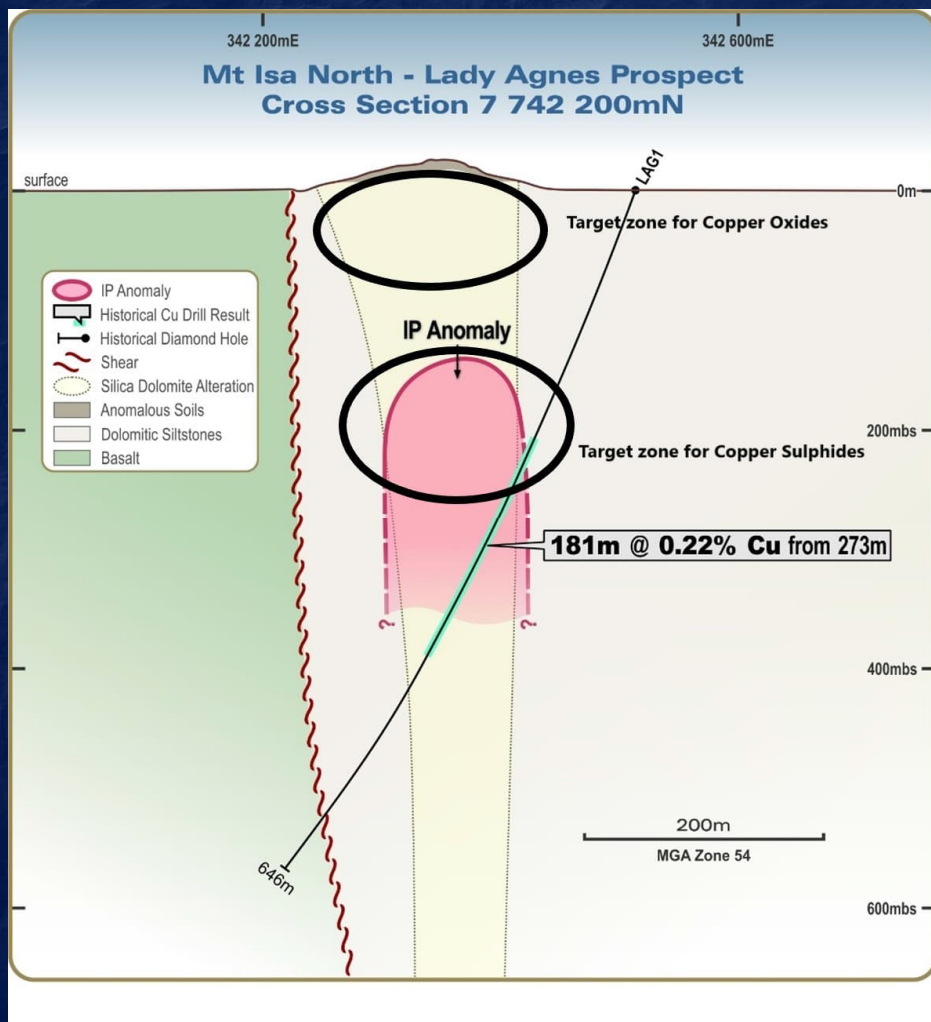 342 200mE
342 600mE
Mt Isa North - Lady Agnes Prospect
Cross Section 7 742 200mN
surface
LAG1
0m
Target zone for Copper Oxides
IP Anomaly
Historical Cu Drill Result
Historical Diamond Hole
Shear
Silica Dolomite Alteration
Anomalous Soils
Dolomitic Siltstones
Basalt
IP Anomaly
200mbs
Target zone for Copper Sulphides
181m @ 0.22% Cu from 273m
?
?
400mbs
200m
MGA Zone 54
646m
600mbs